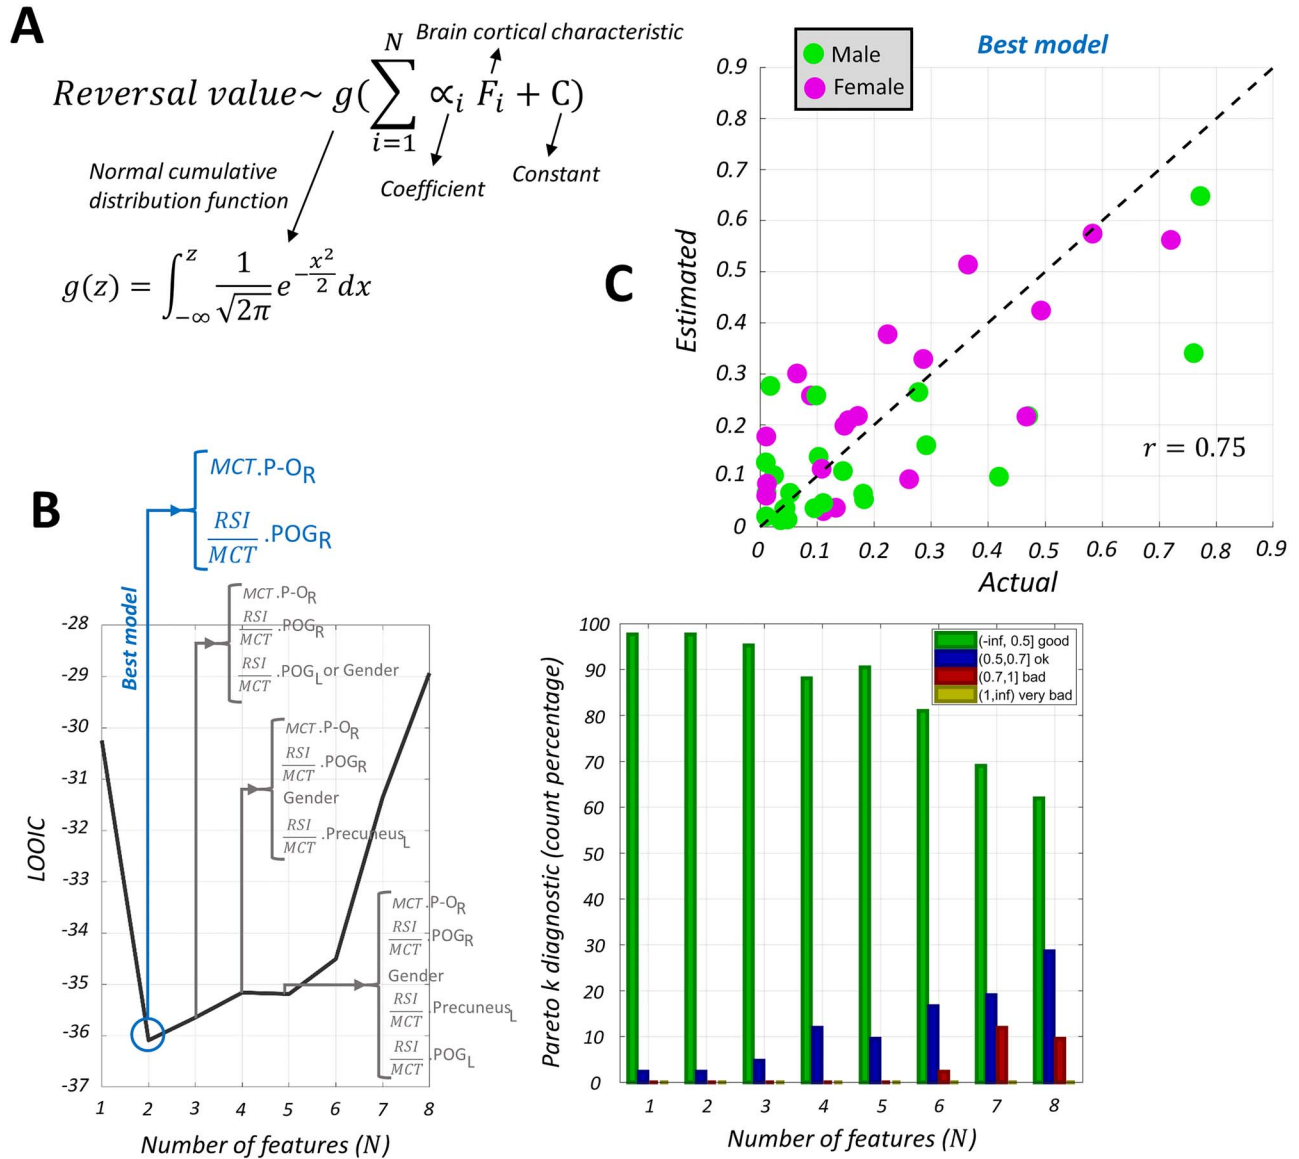 A
Brain cortical characteristic
Reversal value~ g(∑ᵢ₌₁ᴺ ∝ᵢ Fᵢ + C)
Normal cumulative
distribution function
Coefficient
Constant
g(z) = ∫₋∞ᶻ 1/√2π e^(−x²/2) dx
C
Best model
Male
Female
Estimated
0.9
0.8
0.7
0.6
0.5
0.4
0.3
0.2
0.1
0
r = 0.75
0 0.1 0.2 0.3 0.4 0.5 0.6 0.7 0.8 0.9
Actual
B
MCT.P-O_R
RSI/MCT .POG_R
Best model
MCT.P-O_R
RSI/MCT .POG_R
RSI/MCT .POG_L or Gender
MCT.P-O_R
RSI/MCT .POG_R
Gender
RSI/MCT .Precuneus_L
MCT.P-O_R
RSI/MCT .POG_R
Gender
RSI/MCT .Precuneus_L
RSI/MCT .POG_L
LOOIC
-28
-29
-30
-31
-32
-33
-34
-35
-36
-37
1 2 3 4 5 6 7 8
Number of features (N)
Pareto k diagnostic (count percentage)
100
90
80
70
60
50
40
30
20
10
0
(-inf, 0.5] good
(0.5,0.7] ok
(0.7,1] bad
(1,inf) very bad
1 2 3 4 5 6 7 8
Number of features (N)